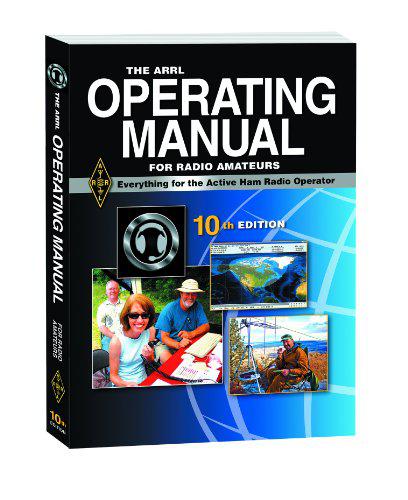 THE ARRL
OPERATING
MANUAL
FOR RADIO AMATEURS
Everything for the Active Ham Radio Operator
10th EDITION
THE ARRL
OPERATING MANUAL
FOR RADIO
AMATEURS
10th
EDITION
A
R R
L